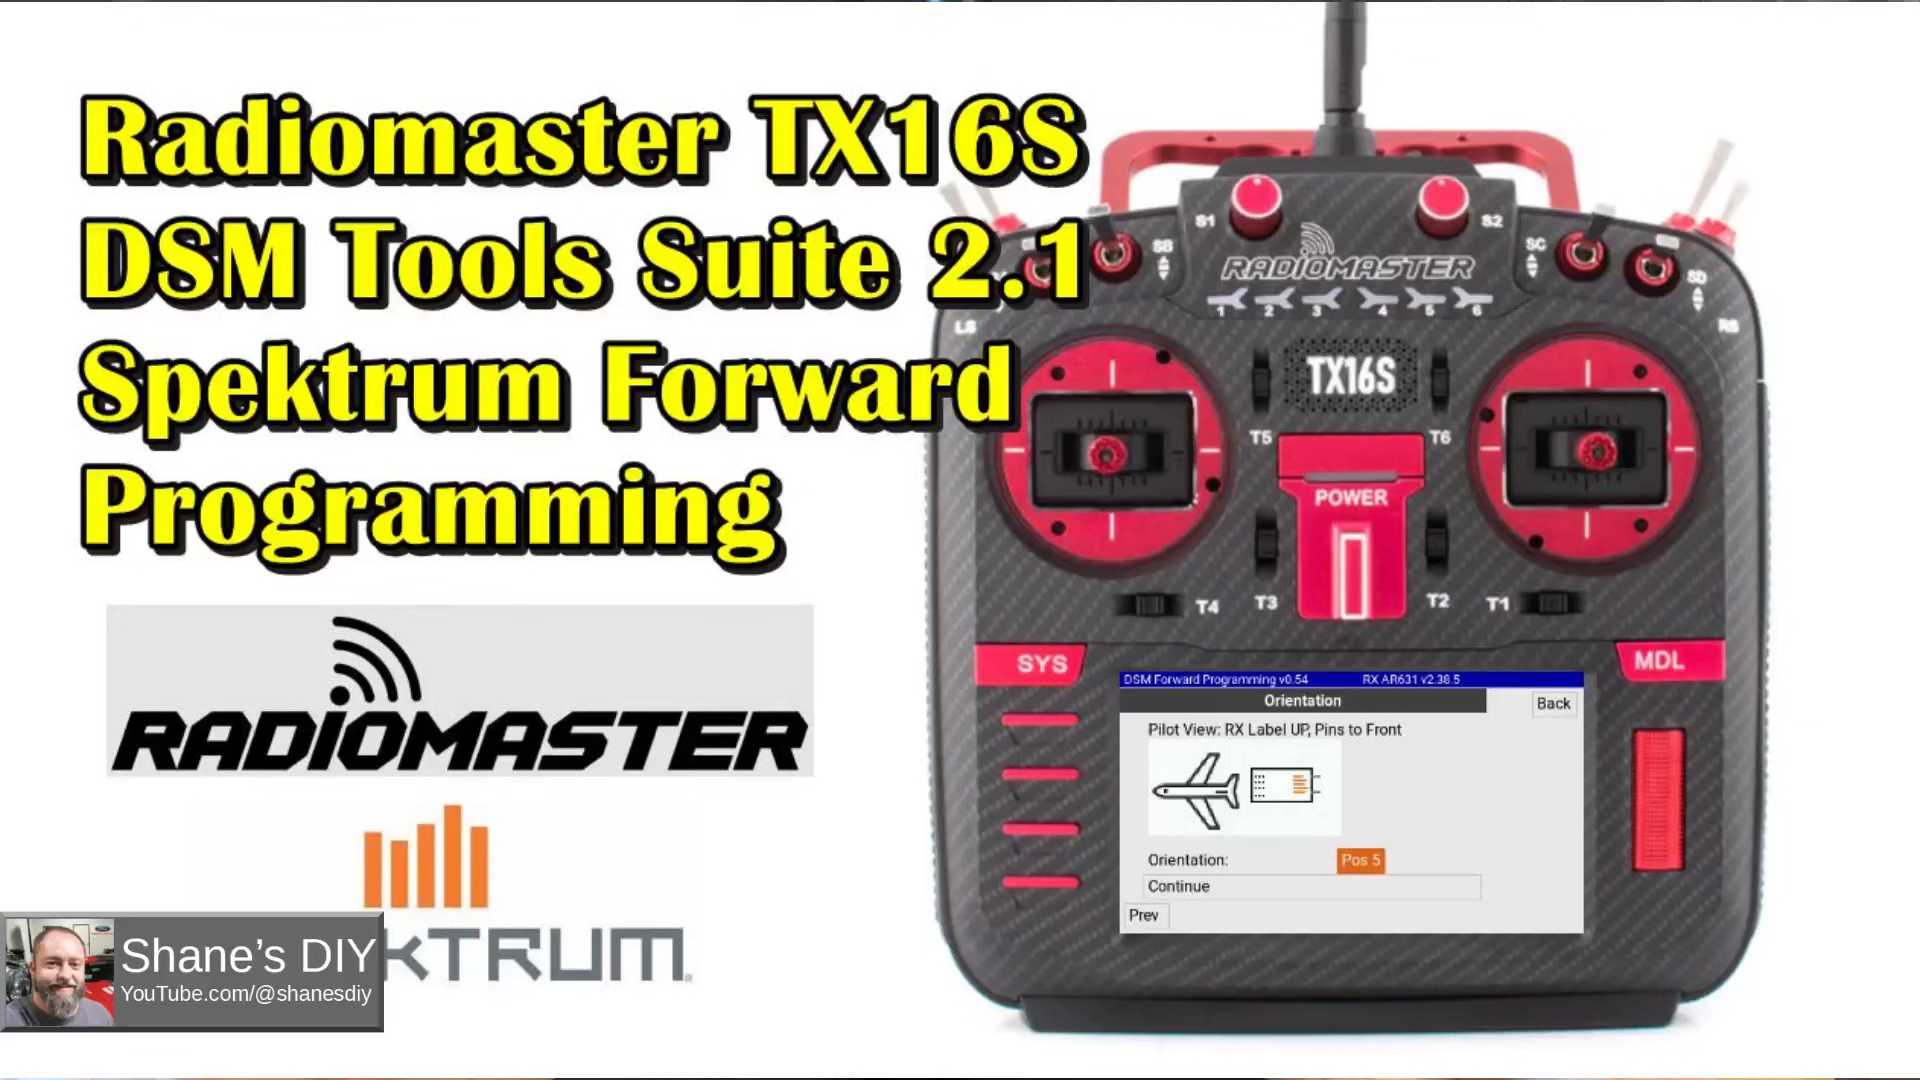 Radiomaster TX16S
DSM Tools Suite 2.1
Spektrum Forward
Programming
RADIOMASTER
kTRUM
Shane's DIY
YouTube.com/@shanesdiy
S1
S2
SB
SC
SD
RADIOMASTER
1 2 3 4 5 6
LS
RS
TX16S
T5
T6
POWER
T4
T3
T2
T1
SYS
MDL
DSM Forward Programming v0.54
RX AR631 v2.38.5
Orientation
Back
Pilot View: RX Label UP, Pins to Front
Orientation:
Pos 5
Continue
Prev